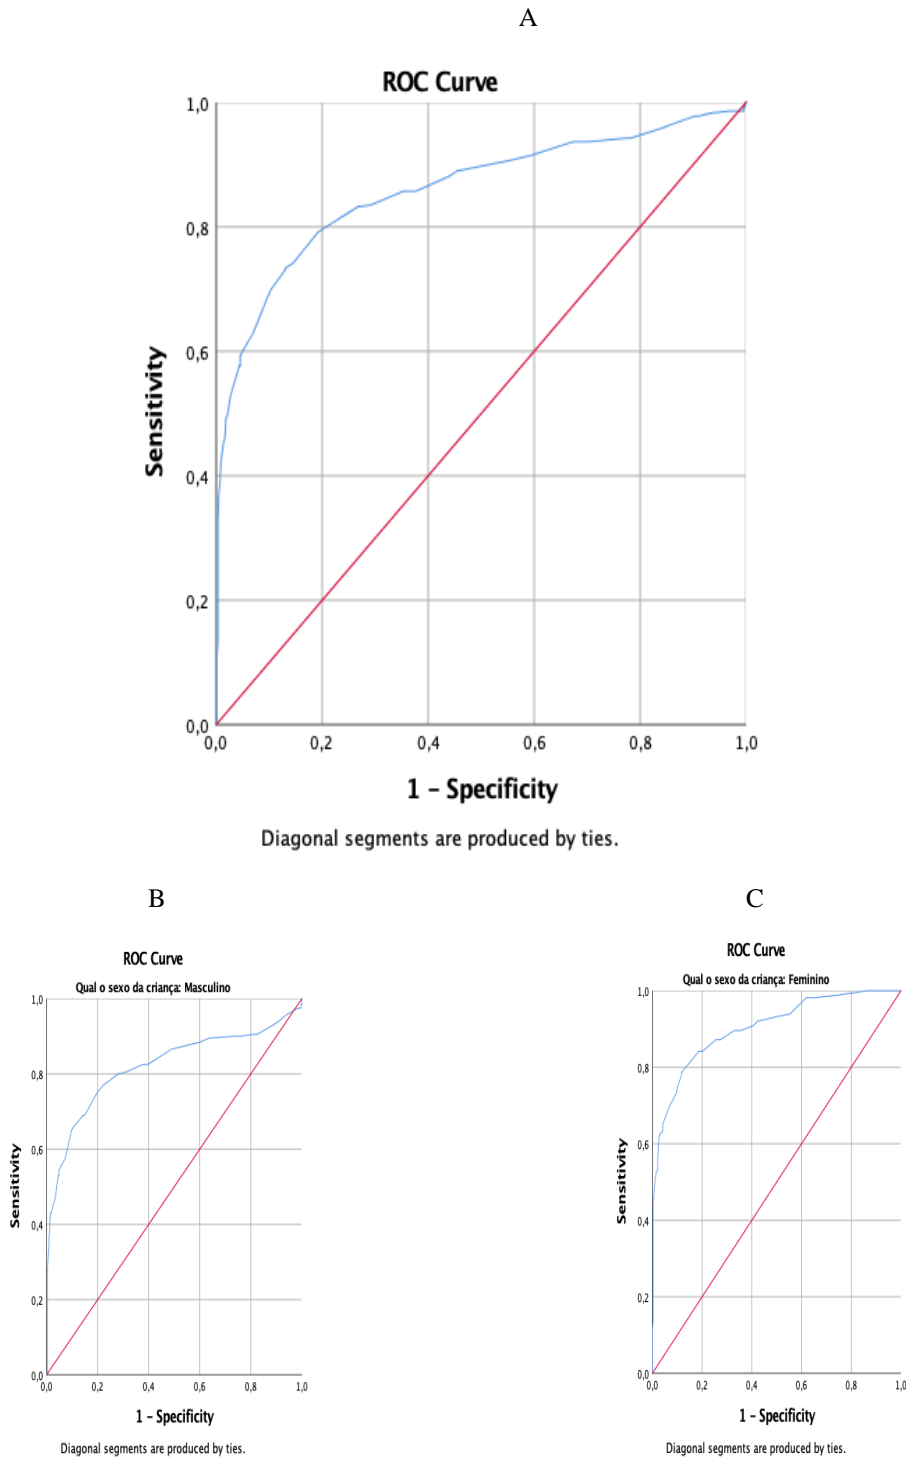 A
ROC Curve
1,0
0,8
0,6
0,4
0,2
0,0
Sensitivity
0,0 0,2 0,4 0,6 0,8 1,0
1 - Specificity
Diagonal segments are produced by ties.
B
ROC Curve
Qual o sexo da criança: Masculino
1,0
0,8
0,6
0,4
0,2
0,0
Sensitivity
0,0 0,2 0,4 0,6 0,8 1,0
1 - Specificity
Diagonal segments are produced by ties.
C
ROC Curve
Qual o sexo da criança: Feminino
1,0
0,8
0,6
0,4
0,2
0,0
Sensitivity
0,0 0,2 0,4 0,6 0,8 1,0
1 - Specificity
Diagonal segments are produced by ties.